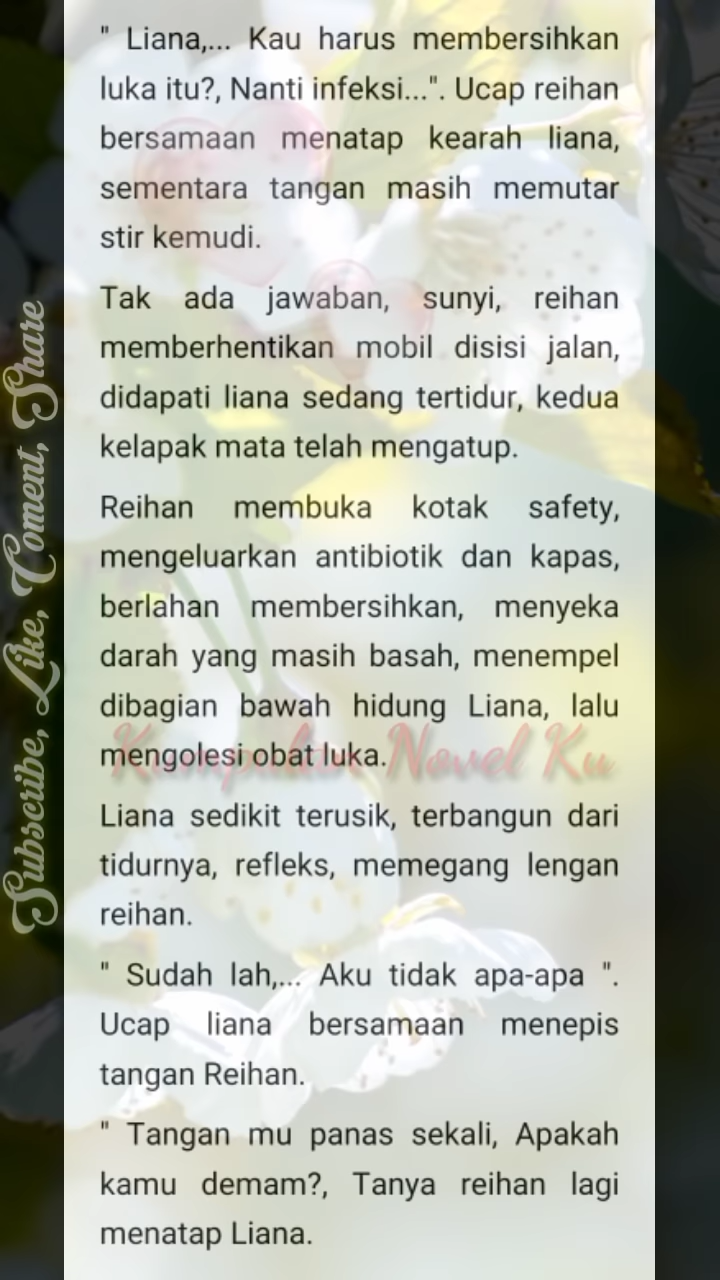 " Liana,... Kau harus membersihkan
luka itu?, Nanti infeksi...". Ucap reihan
bersamaan menatap kearah liana,
sementara tangan masih memutar
stir kemudi.
Tak ada jawaban, sunyi, reihan
memberhentikan mobil disisi jalan,
didapati liana sedang tertidur, kedua
kelapak mata telah mengatup.
Reihan membuka kotak safety,
mengeluarkan antibiotik dan kapas,
berlahan membersihkan, menyeka
darah yang masih basah, menempel
dibagian bawah hidung Liana, lalu
mengolesi obat luka.
Kumpulan Novel Ku
Liana sedikit terusik, terbangun dari
tidurnya, refleks, memegang lengan
reihan.
" Sudah lah,... Aku tidak apa-apa ".
Ucap liana bersamaan menepis
tangan Reihan.
" Tangan mu panas sekali, Apakah
kamu demam?, Tanya reihan lagi
menatap Liana.
Subscribe, Like, Coment, Share